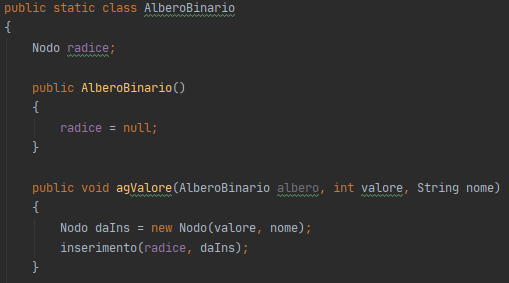 public static class AlberoBinario
{
    Nodo radice;

    public AlberoBinario()
    {
        radice = null;
    }

    public void agValore(AlberoBinario albero, int valore, String nome)
    {
        Nodo daIns = new Nodo(valore, nome);
        inserimento(radice, daIns);
    }